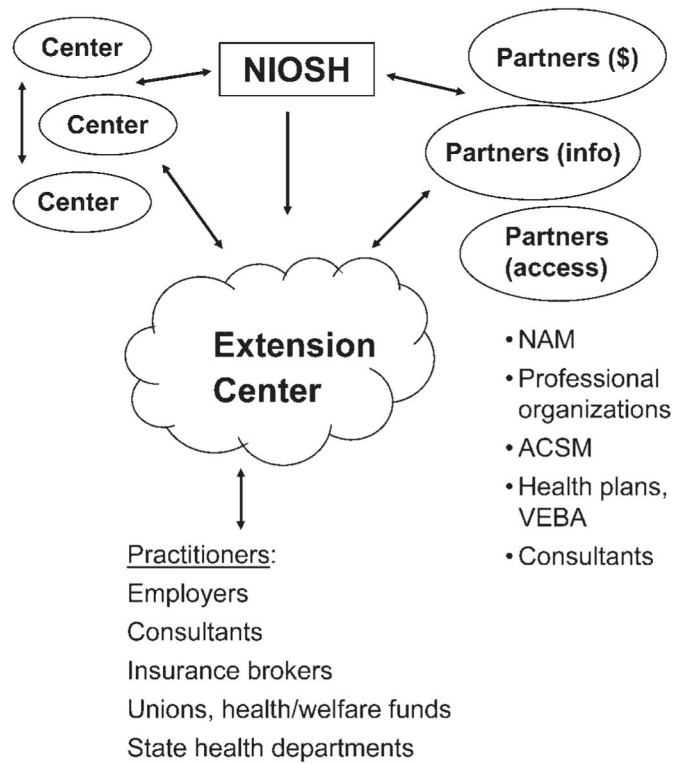 Center
NIOSH
Partners ($)
Center
Partners (info)
Center
Partners
(access)
Extension
Center
• NAM
• Professional
organizations
• ACSM
• Health plans,
VEBA
• Consultants
Practitioners:
Employers
Consultants
Insurance brokers
Unions, health/welfare funds
State health departments